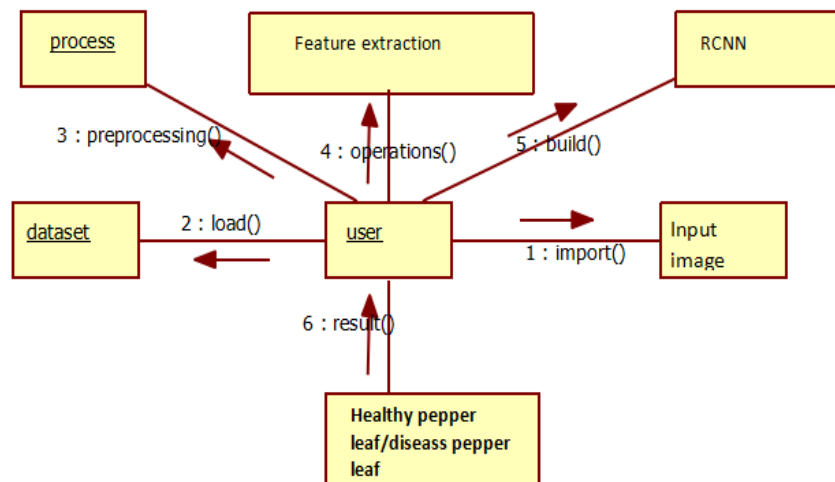 process
Feature extraction
RCNN
3 : preprocessing()
4 : operations()
5 : build()
dataset
2 : load()
user
1 : import()
Input
image
6 : result()
Healthy pepper
leaf/diseass pepper
leaf